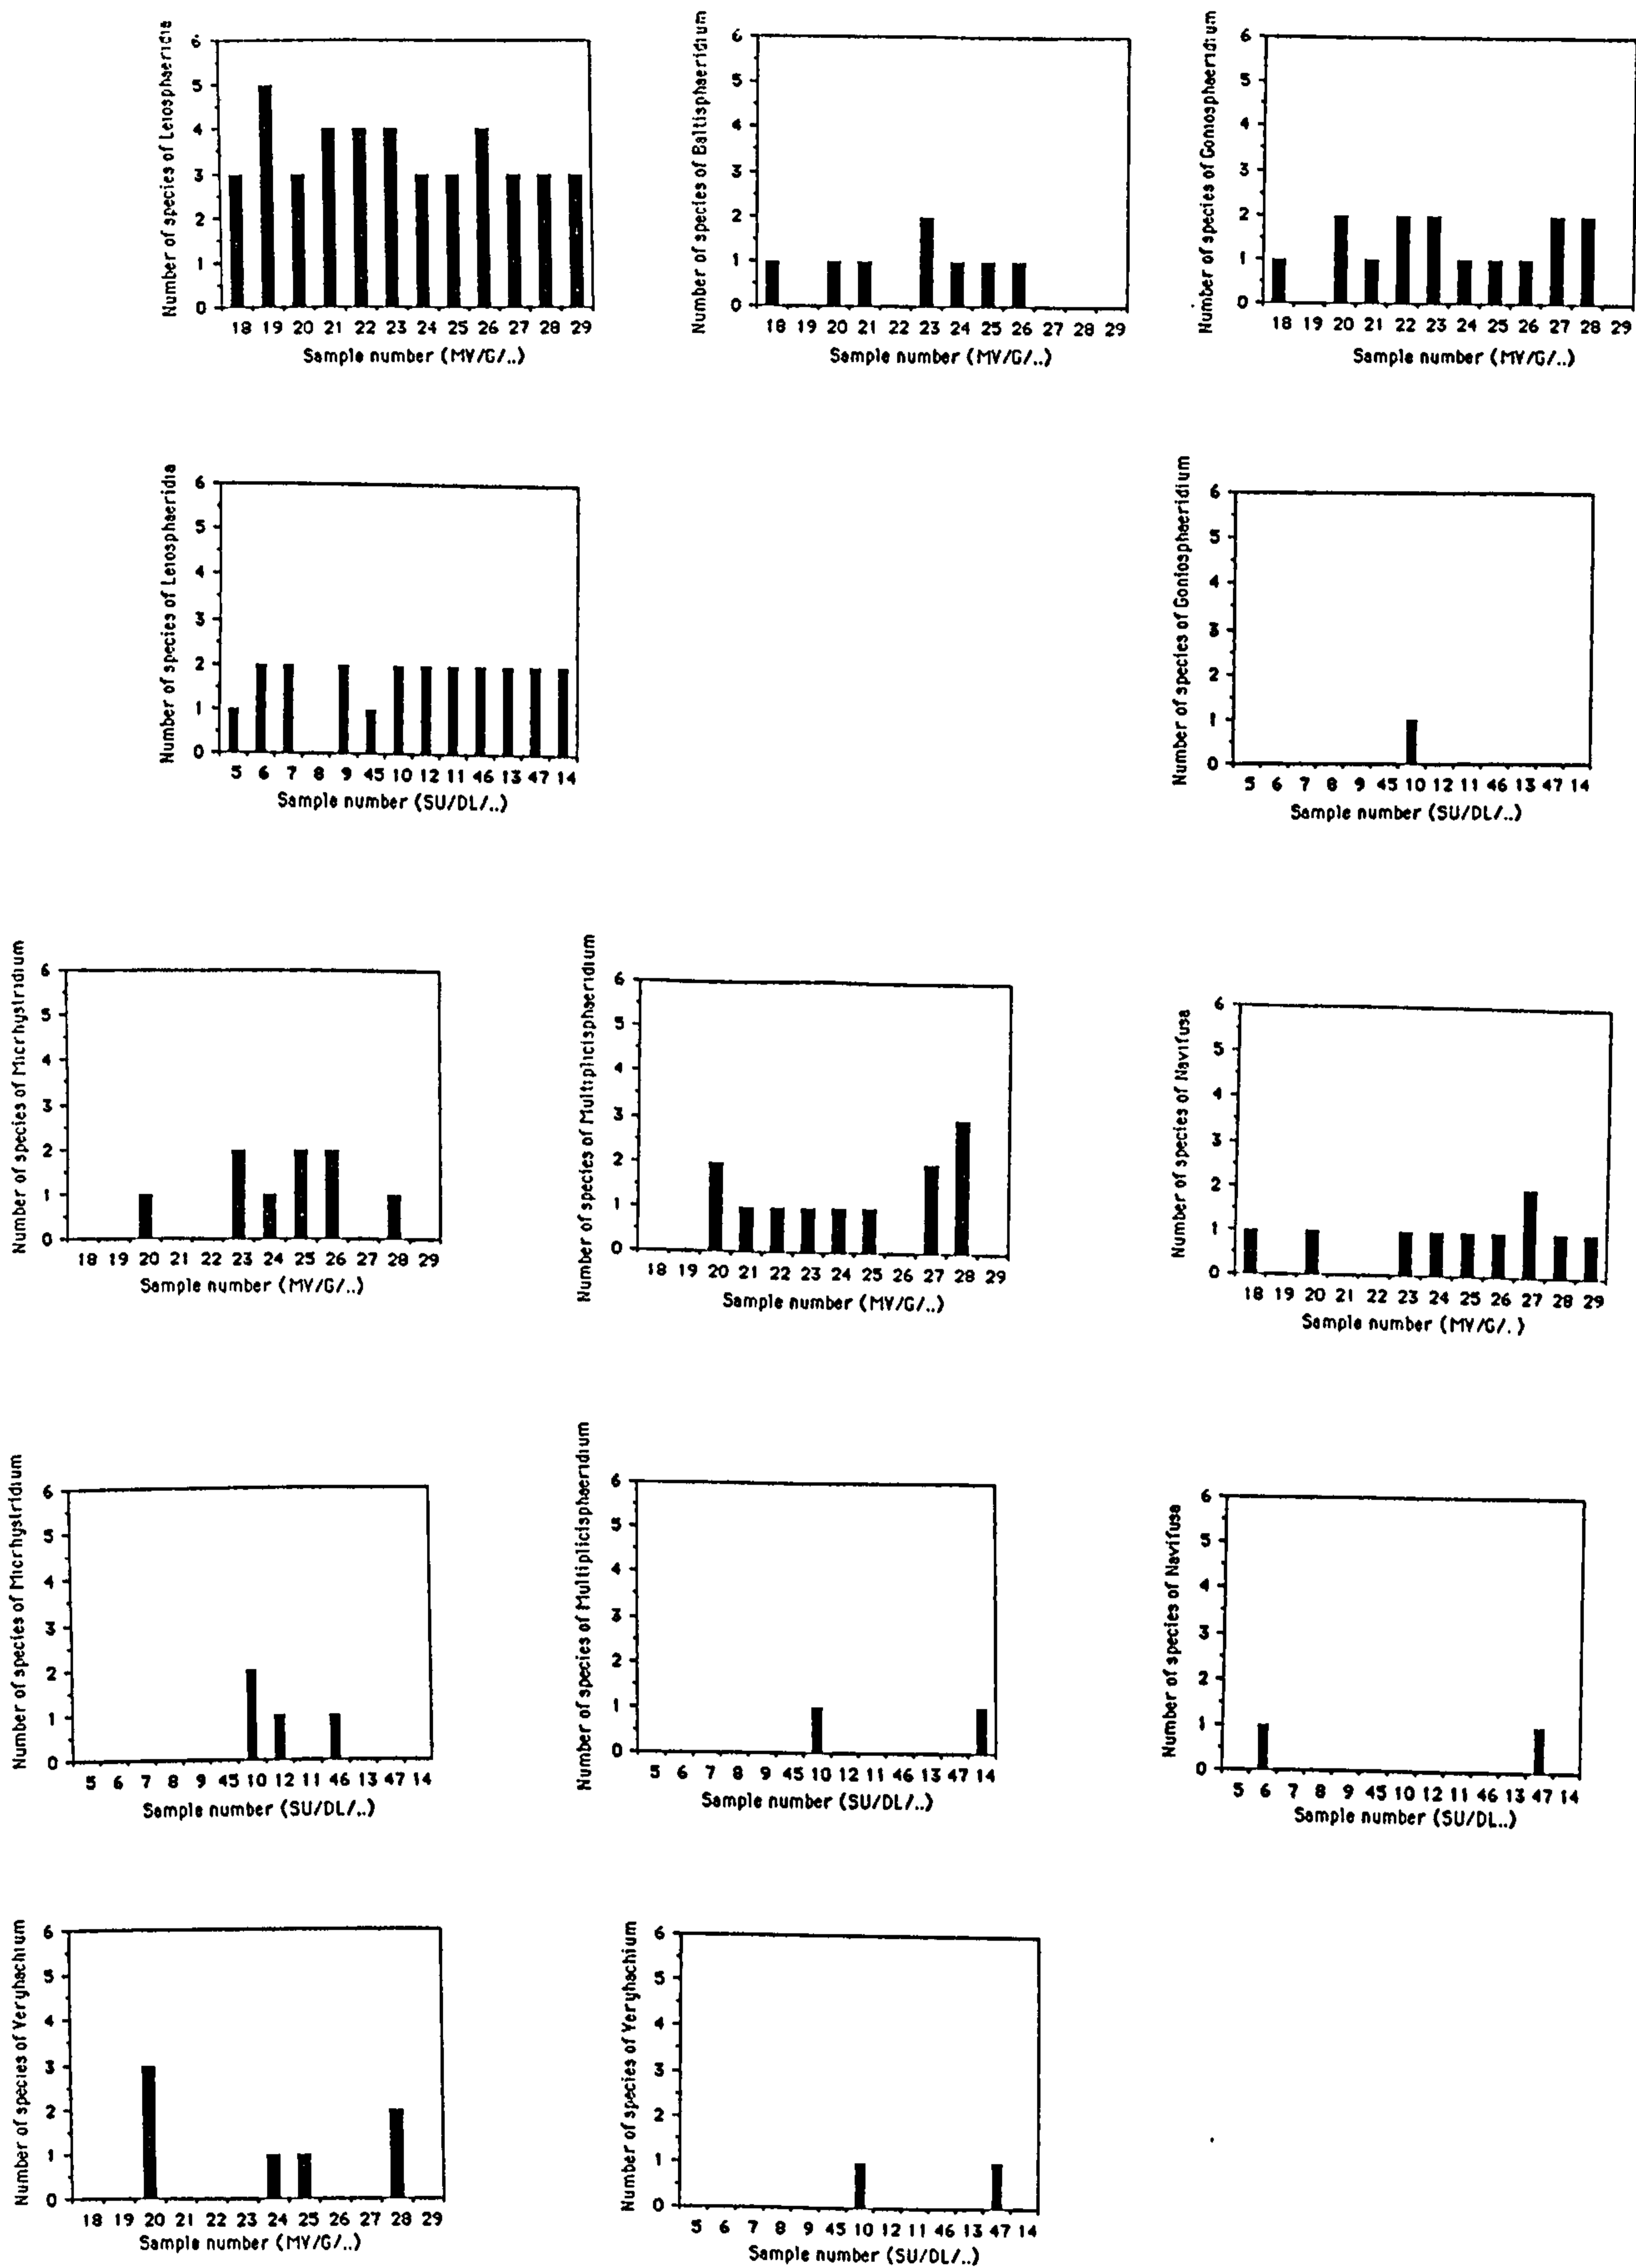 Number of species of Leiosphaeridia
6
5
4
3
2
1
0
18 19 20 21 22 23 24 25 26 27 28 29
Sample number (MV/G/..)
Number of species of Baltisphaeridium
6
5
4
3
2
1
0
18 19 20 21 22 23 24 25 26 27 28 29
Sample number (MV/G/..)
Number of species of Goniosphaeridium
6
5
4
3
2
1
0
18 19 20 21 22 23 24 25 26 27 28 29
Sample number (MV/G/..)
Number of species of Leiosphaeridia
6
5
4
3
2
1
0
5 6 7 8 9 45 10 12 11 46 13 47 14
Sample number (SU/DL/..)
Number of species of Goniosphaeridium
6
5
4
3
2
1
0
5 6 7 8 9 45 10 12 11 46 13 47 14
Sample number (SU/DL/..)
Number of species of Micrhystridium
6
5
4
3
2
1
0
18 19 20 21 22 23 24 25 26 27 28 29
Sample number (MV/G/..)
Number of species of Multiplicisphaeridium
6
5
4
3
2
1
0
18 19 20 21 22 23 24 25 26 27 28 29
Sample number (MV/G/..)
Number of species of Navifusa
6
5
4
3
2
1
0
18 19 20 21 22 23 24 25 26 27 28 29
Sample number (MV/G/.)
Number of species of Micrhystridium
6
5
4
3
2
1
0
5 6 7 8 9 45 10 12 11 46 13 47 14
Sample number (SU/DL/..)
Number of species of Multiplicisphaeridium
6
5
4
3
2
1
0
5 6 7 8 9 45 10 12 11 46 13 47 14
Sample number (SU/DL/..)
Number of species of Navifusa
6
5
4
3
2
1
0
5 6 7 8 9 45 10 12 11 46 13 47 14
Sample number (SU/DL..)
Number of species of Veryhachium
6
5
4
3
2
1
0
18 19 20 21 22 23 24 25 26 27 28 29
Sample number (MV/G/..)
Number of species of Veryhachium
6
5
4
3
2
1
0
5 6 7 8 9 45 10 12 11 46 13 47 14
Sample number (SU/DL/..)